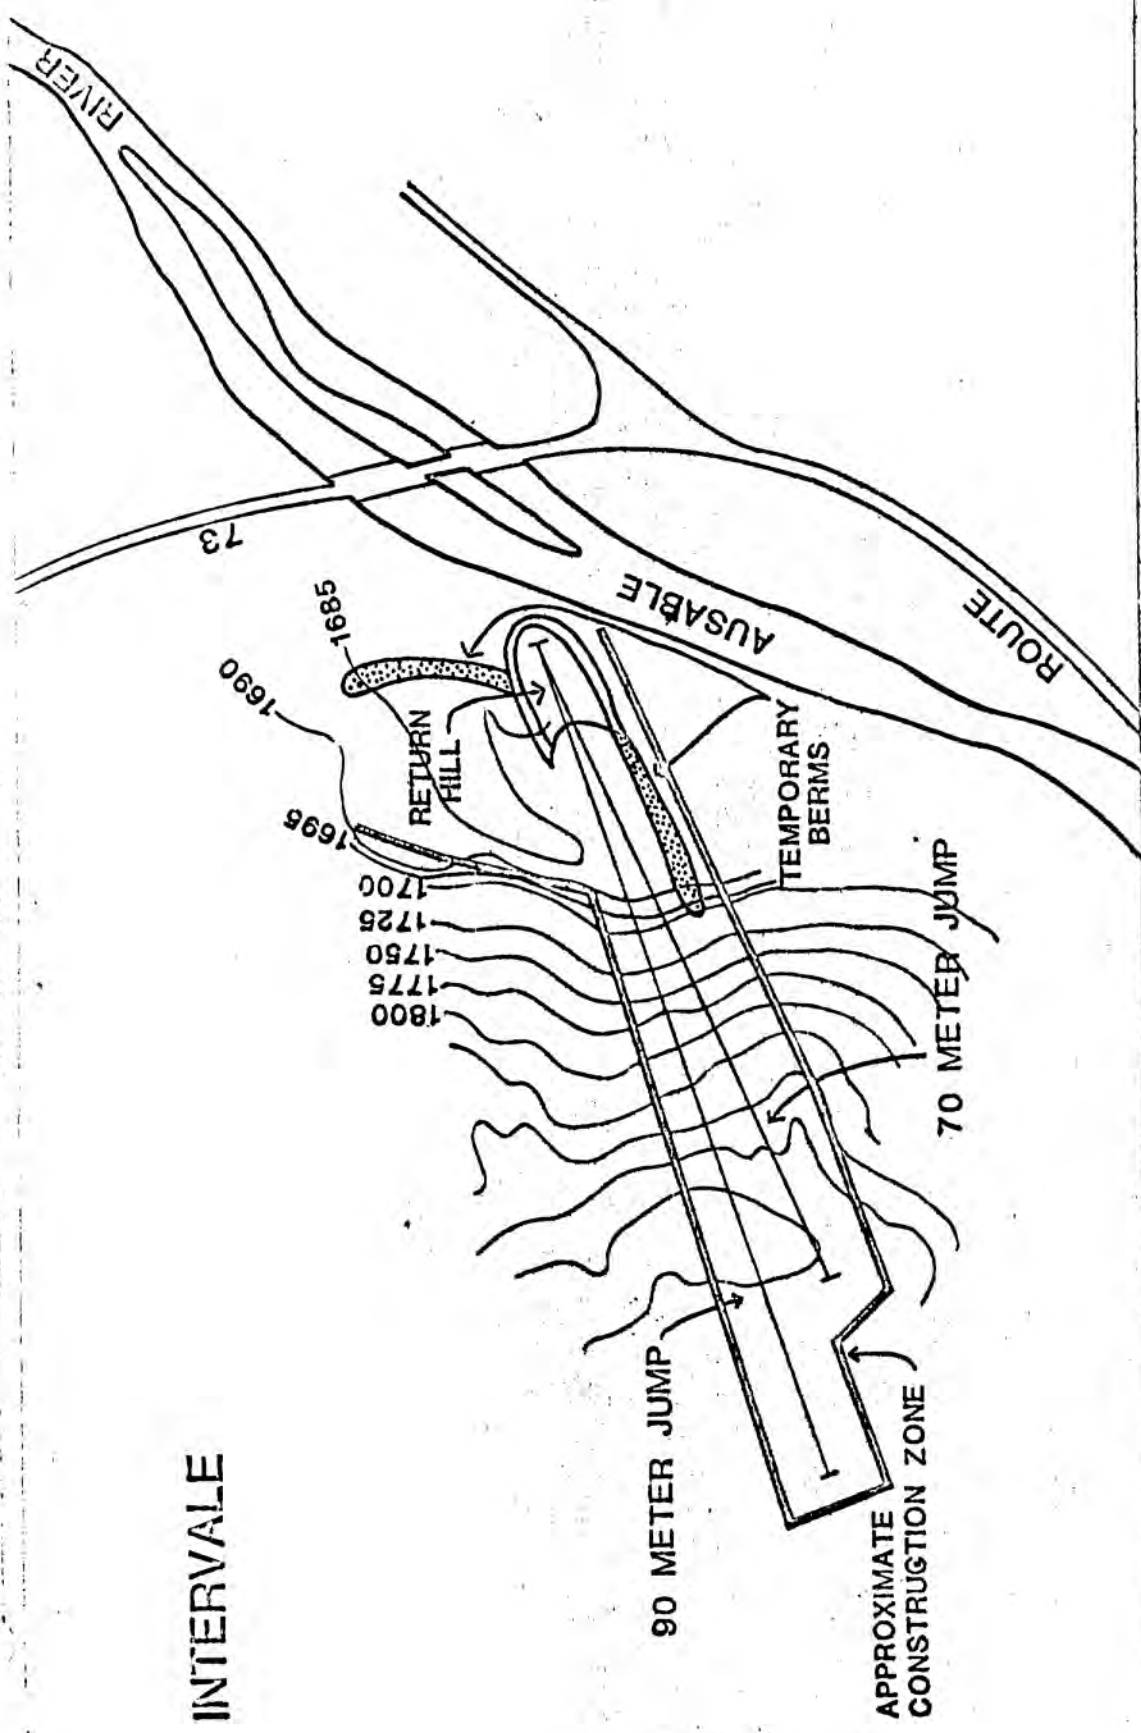 INTERVALE
90 METER JUMP
APPROXIMATE
CONSTRUCTION ZONE
70 METER JUMP
1800
1775
1750
1725
1700
1695
1690
1685
RETURN
HILL
TEMPORARY
BERMS
73
ROUTE
AUSABLE
RIVER